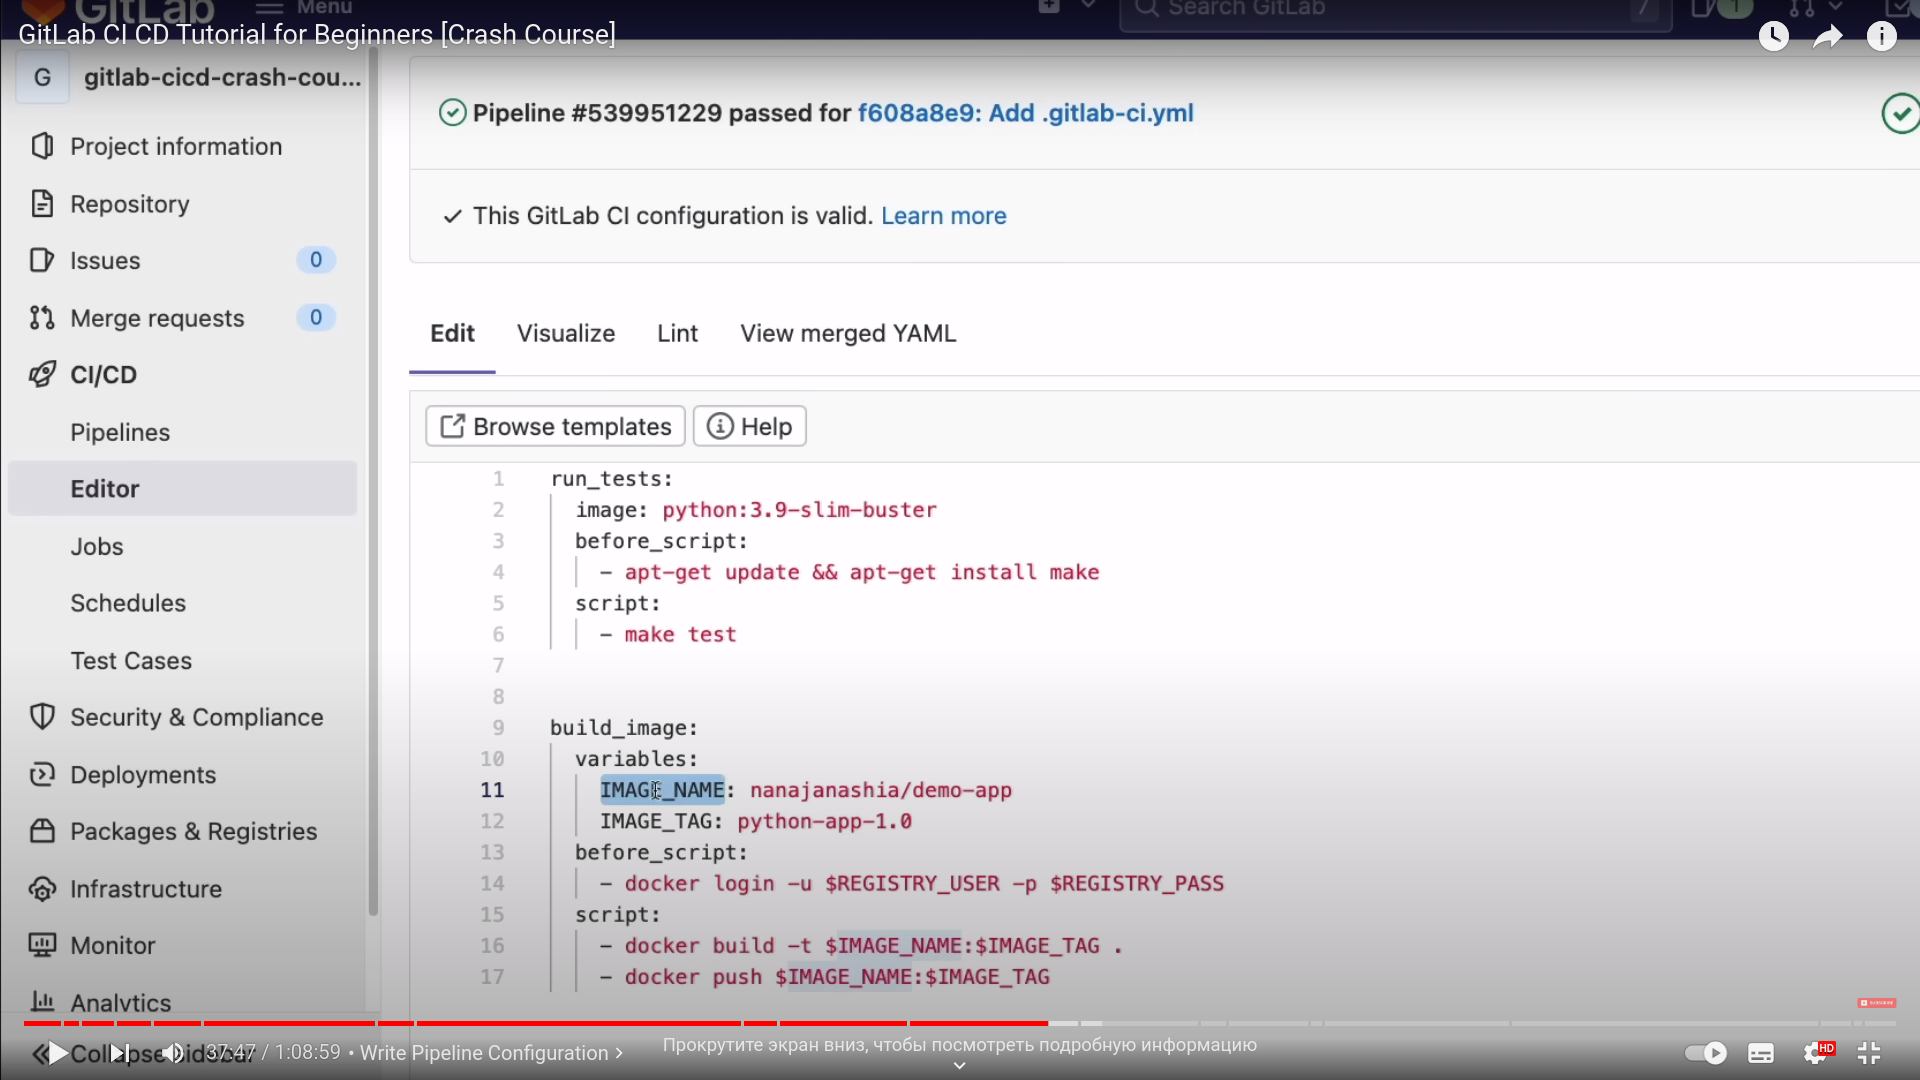 GitLab
Menu
Search GitLab
/
1
GitLab CI CD Tutorial for Beginners [Crash Course]
G
gitlab-cicd-crash-cou...
Project information
Repository
Issues
0
Merge requests
0
CI/CD
Pipelines
Editor
Jobs
Schedules
Test Cases
Security & Compliance
Deployments
Packages & Registries
Infrastructure
Monitor
Analytics
Collapse sidebar
Pipeline #539951229 passed for f608a8e9: Add .gitlab-ci.yml
This GitLab CI configuration is valid. Learn more
Edit Visualize Lint View merged YAML
Browse templates Help
1 run_tests:
2 image: python:3.9-slim-buster
3 before_script:
4 - apt-get update && apt-get install make
5 script:
6 - make test
7
8
9 build_image:
10 variables:
11 IMAGE_NAME: nanajanashia/demo-app
12 IMAGE_TAG: python-app-1.0
13 before_script:
14 - docker login -u $REGISTRY_USER -p $REGISTRY_PASS
15 script:
16 - docker build -t $IMAGE_NAME:$IMAGE_TAG .
17 - docker push $IMAGE_NAME:$IMAGE_TAG
SUBSCRIBE
37:47 / 1:08:59 • Write Pipeline Configuration
Прокрутите экран вниз, чтобы посмотреть подробную информацию
HD